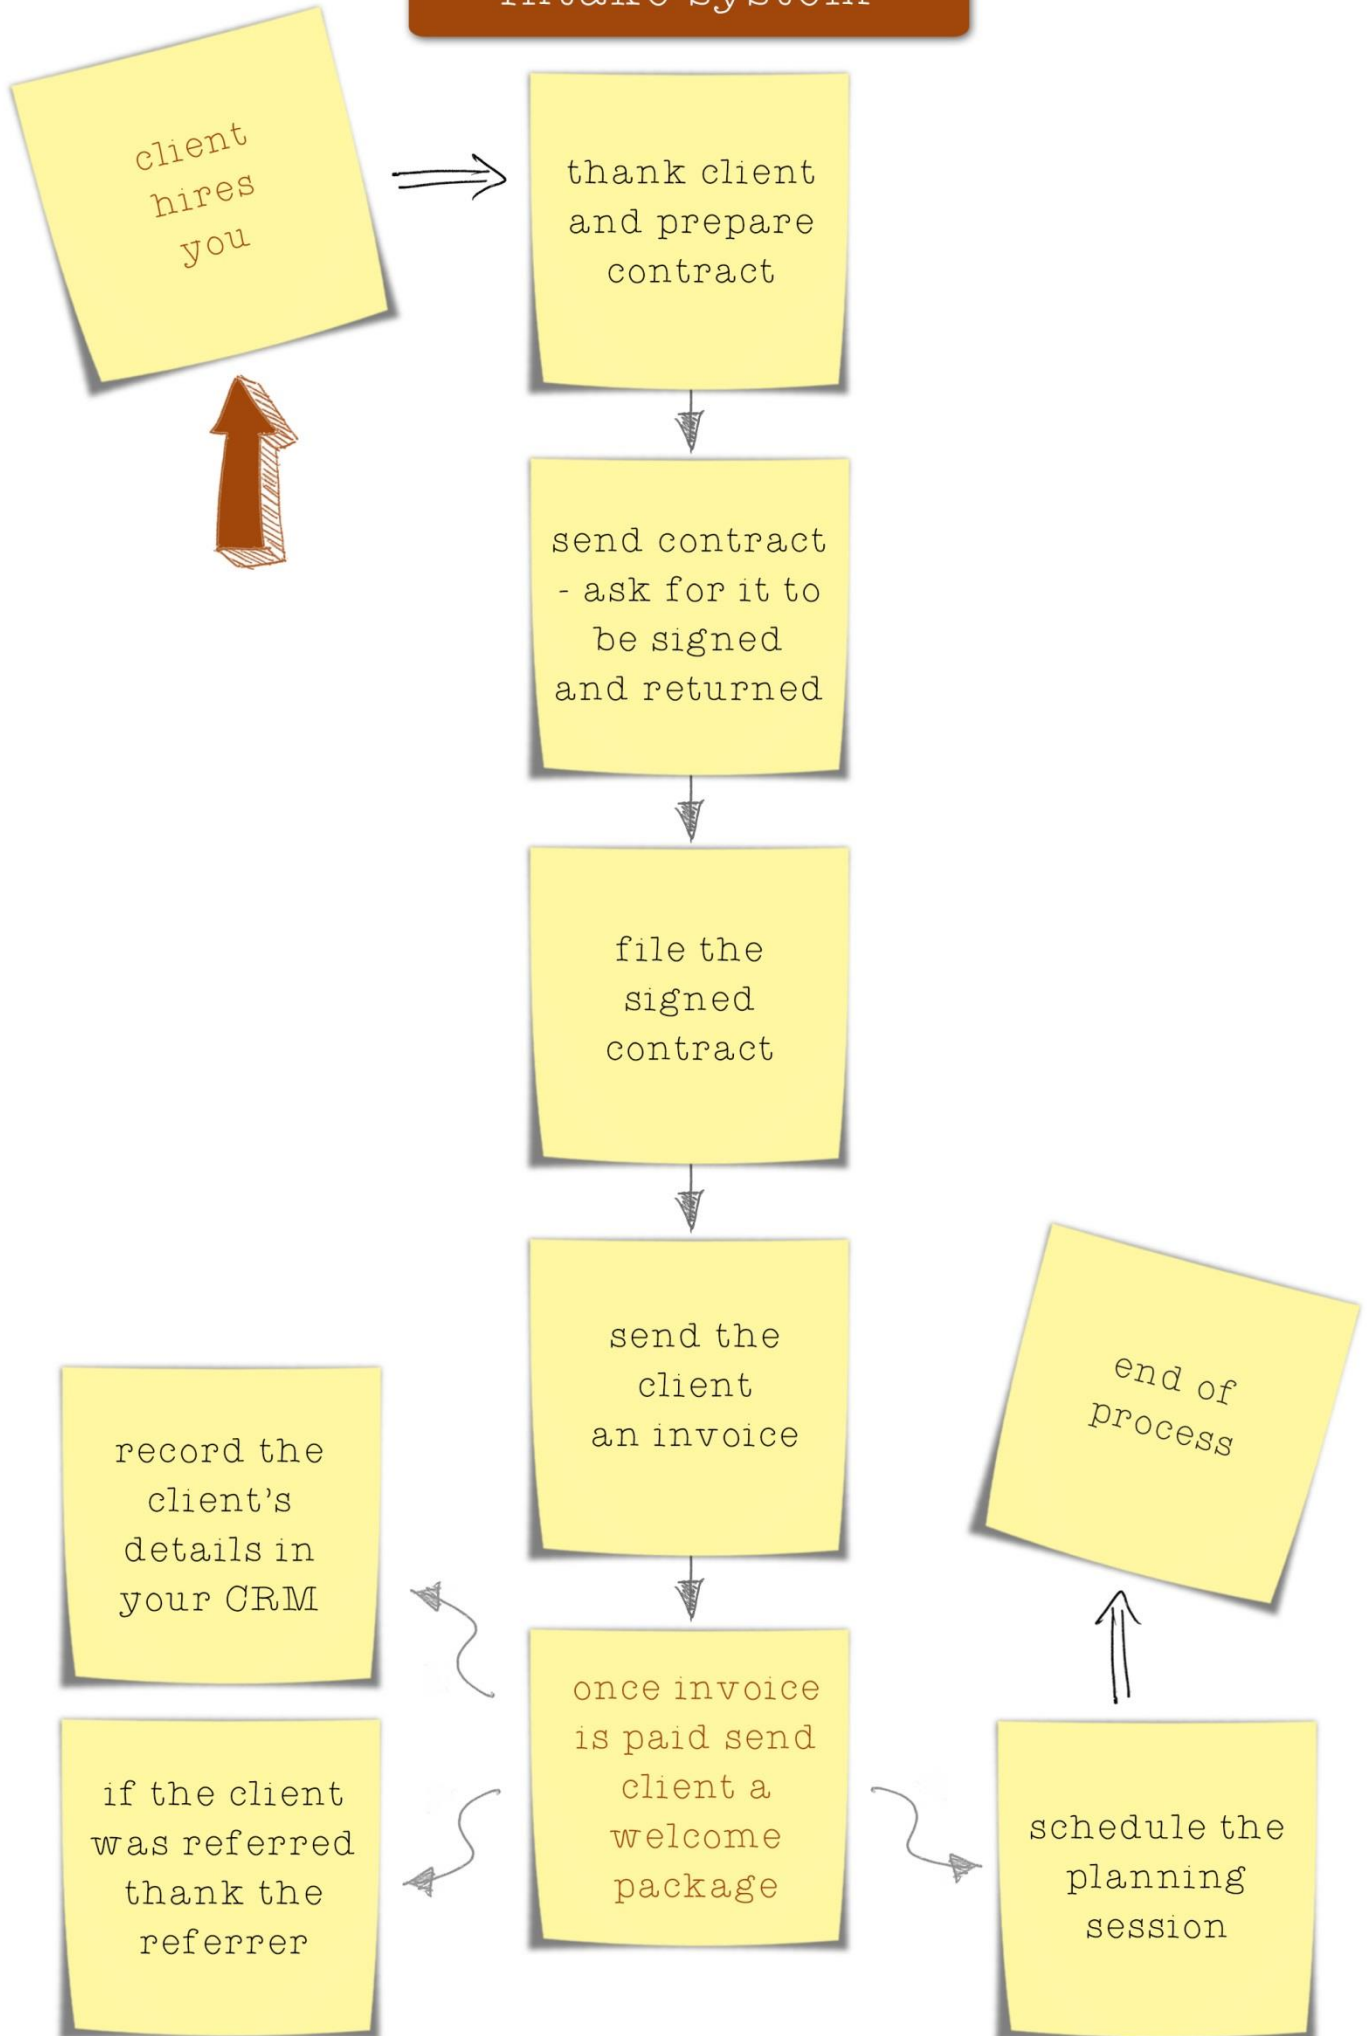 intake system
client
hires
you
thank client
and prepare
contract
send contract
- ask for it to
be signed
and returned
file the
signed
contract
send the
client
an invoice
end of
process
record the
client's
details in
your CRM
once invoice
is paid send
client a
welcome
package
if the client
was referred
thank the
referrer
schedule the
planning
session